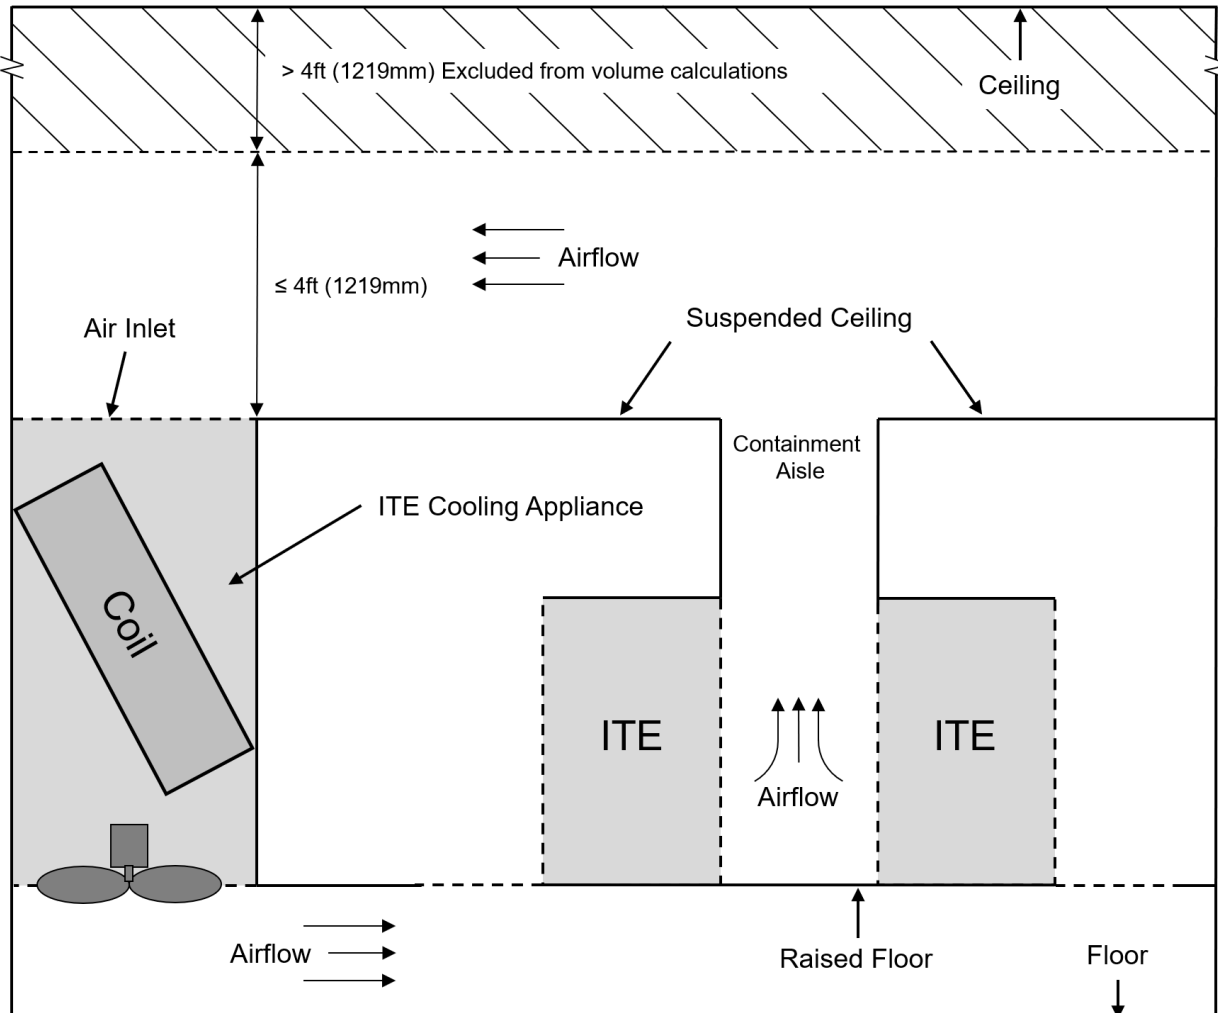 > 4ft (1219mm) Excluded from volume calculations
Ceiling
Airflow
≤ 4ft (1219mm)
Suspended Ceiling
Air Inlet
Containment
Aisle
ITE Cooling Appliance
Coil
ITE
ITE
Airflow
Airflow
Raised Floor
Floor